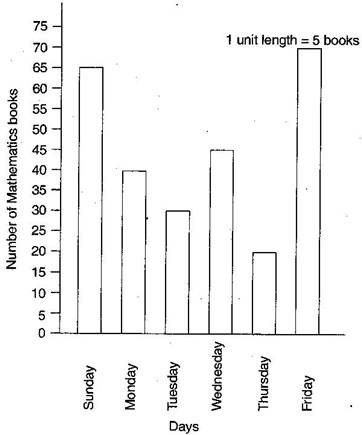 1 unit length = 5 books
Number of Mathematics books
75
70
65
60
55
50
45
40
35
30
25
20
15
10
5
0
Sunday
Monday
Tuesday
Wednesday
Thursday
Friday
Days